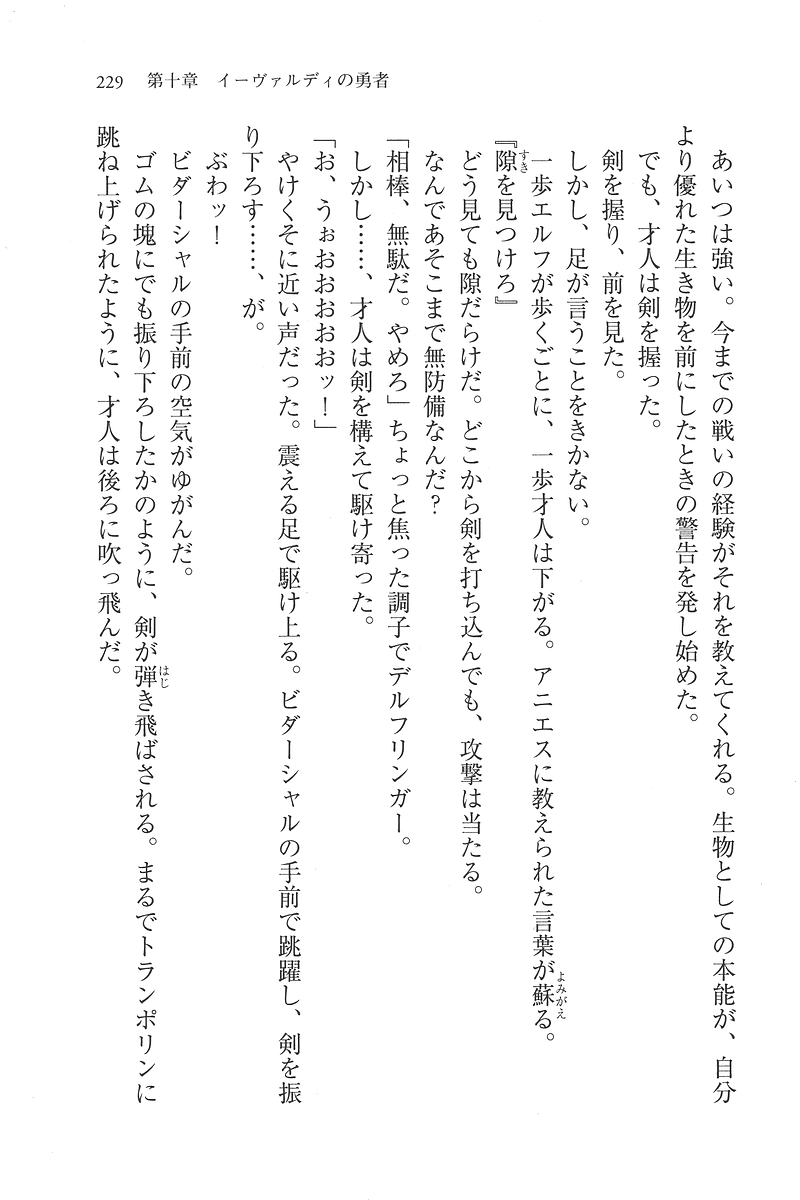 229 第十章 イーヴァルディの勇者
あいつは強い。今までの戦いの経験がそれを教えてくれる。生物としての本能が、自分
より優れた生き物を前にしたときの警告を発し始めた。
でも、才人は剣を握った。
剣を握り、前を見た。
しかし、足が言うことをきかない。
一歩エルフが歩くごとに、一歩才人は下がる。アニエスに教えられた言葉が蘇る。
よみがえ
『隙を見つけろ』
すき
どう見ても隙だらけだ。どこから剣を打ち込んでも、攻撃は当たる。
なんであそこまで無防備なんだ?
「相棒、無駄だ。やめろ」ちょっと焦った調子でデルフリンガー。
しかし……、才人は剣を構えて駆け寄った。
「お、うぉおおおおおッ!」
やけくそに近い声だった。震える足で駆け上る。ビダーシャルの手前で跳躍し、剣を振
り下ろす……、が。
ぶわッ!
ビダーシャルの手前の空気がゆがんだ。
ゴムの塊にでも振り下ろしたかのように、剣が弾き飛ばされる。まるでトランポリンに
はじ
跳ね上げられたように、才人は後ろに吹っ飛んだ。